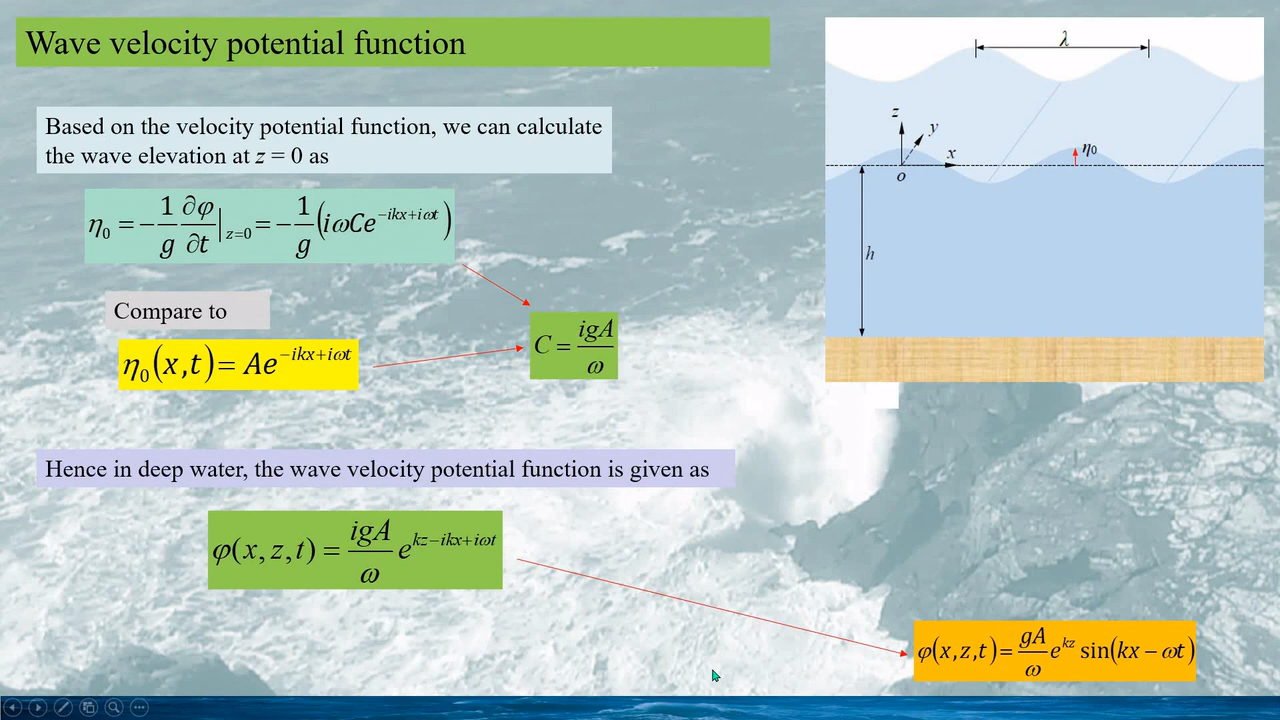 Wave velocity potential function
Based on the velocity potential function, we can calculate
the wave elevation at z = 0 as
η₀ = −(1/g) ∂φ/∂t |_{z=0} = −(1/g)(iωCe^{−ikx+iωt})
Compare to
η₀(x,t) = Ae^{−ikx+iωt}
C = igA/ω
Hence in deep water, the wave velocity potential function is given as
φ(x,z,t) = (igA/ω) e^{kz−ikx+iωt}
φ(x,z,t) = (gA/ω) e^{kz} sin(kx − ωt)
λ
z
y
x
o
η₀
h